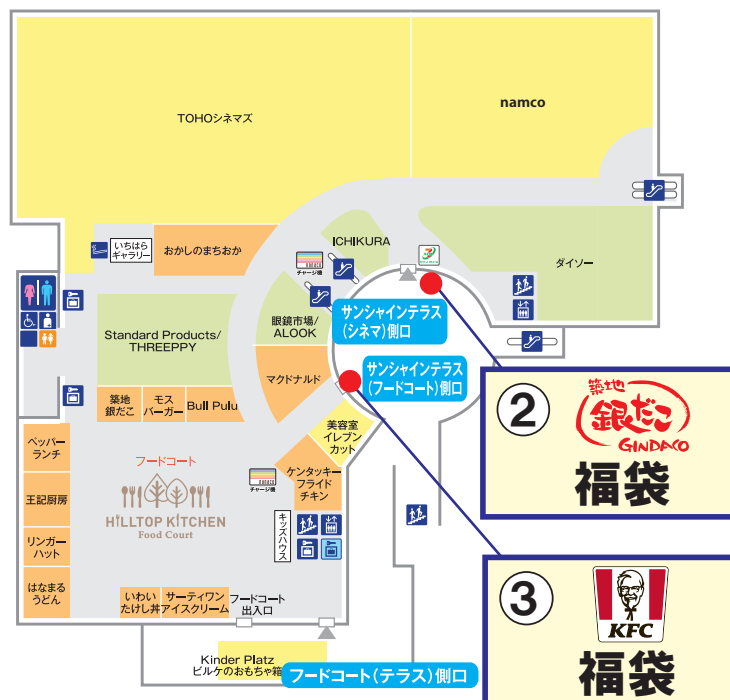 TOHOシネマズ
namco
いちはら
ギャラリー
おかしのまちおか
ICHIKURA
チャージ機
ダイソー
眼鏡市場/
ALOOK
サンシャインテラス
(シネマ)側口
Standard Products/
THREEPPY
マクドナルド
サンシャインテラス
(フードコート)側口
築地
銀だこ
モス
バーガー
Bull Pulu
美容室
イレブン
カット
②
築地
銀だこ
GINDACO
福袋
ペッパー
ランチ
フードコート
HiLLTOP KiTCHEN
Food Court
チャージ機
ケンタッキー
フライド
チキン
王記厨房
キッズハウス
リンガー
ハット
はなまる
うどん
いわい
たけし丼
サーティワン
アイスクリーム
フードコート
出入口
③
KFC
福袋
Kinder Platz
ビルケのおもちゃ箱
フードコート(テラス)側口